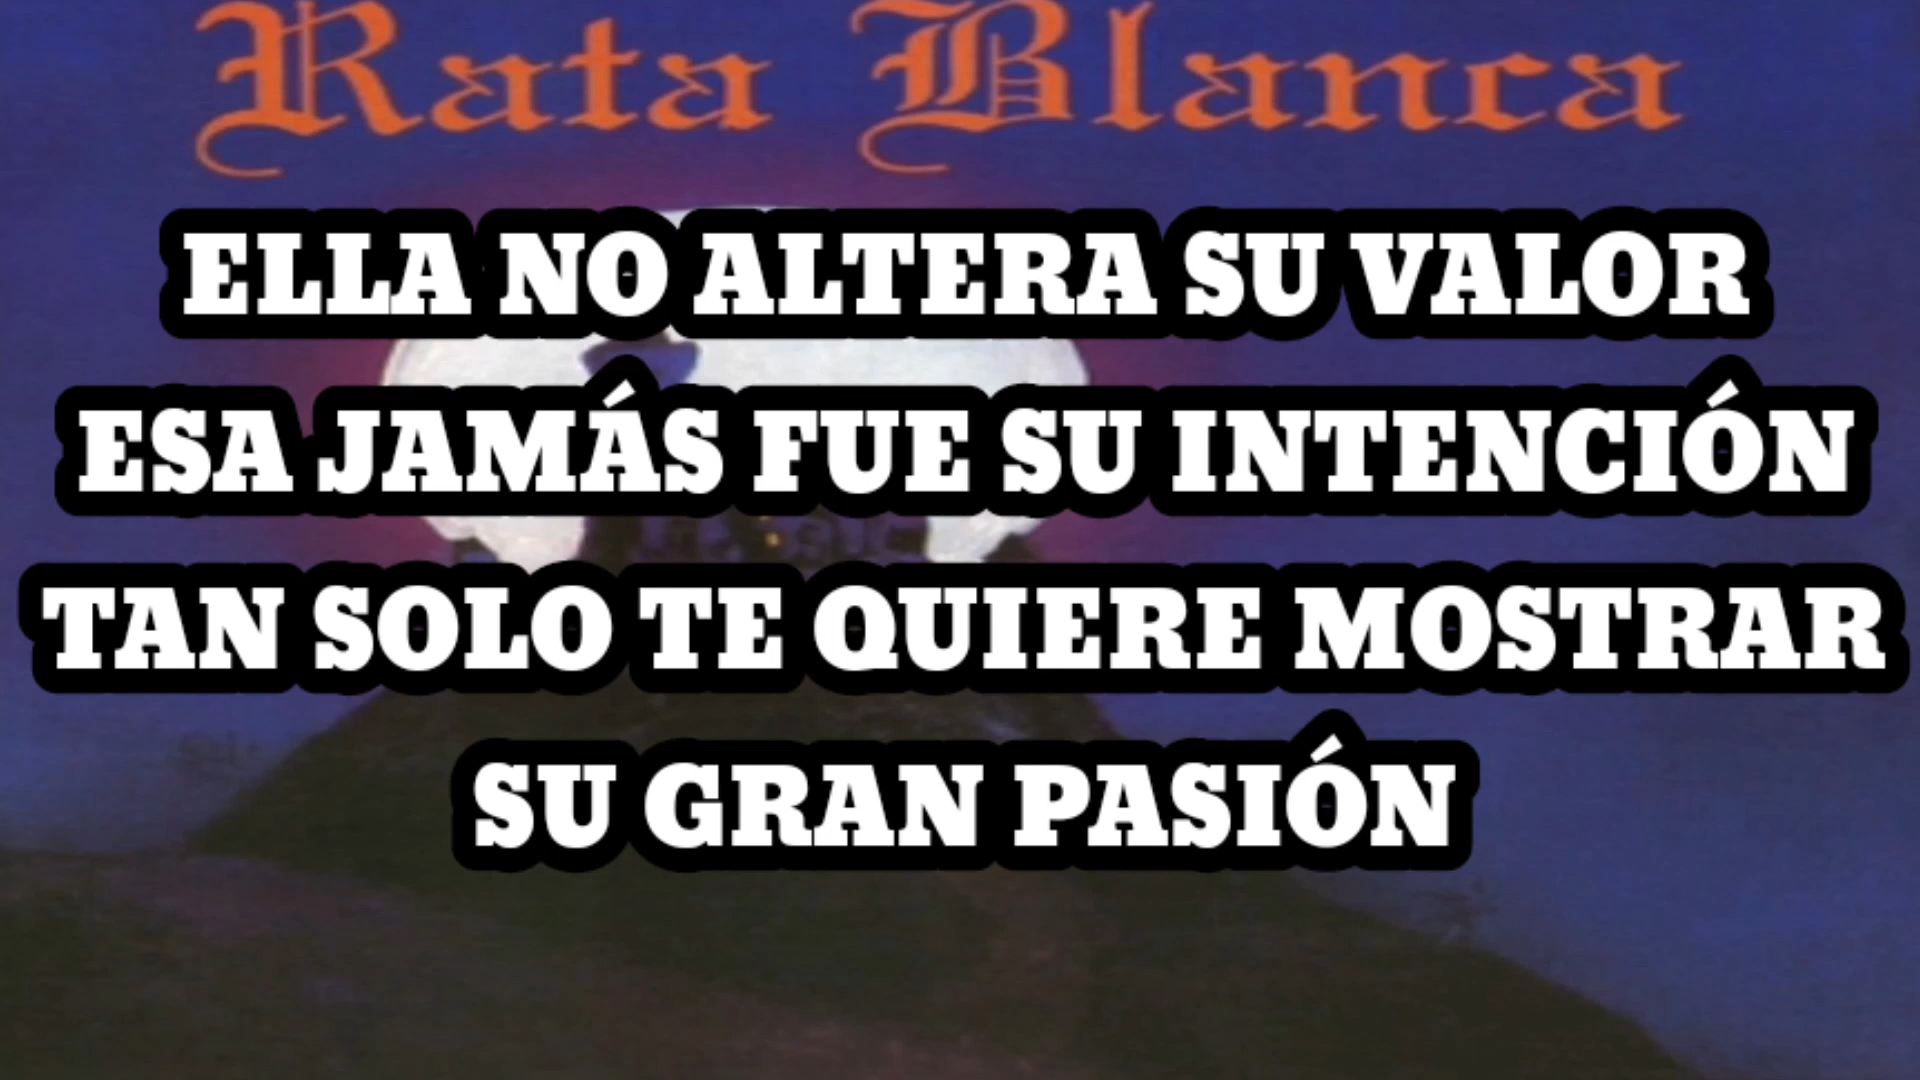 Rata Blanca
ELLA NO ALTERA SU VALOR
ESA JAMÁS FUE SU INTENCIÓN
TAN SOLO TE QUIERE MOSTRAR
SU GRAN PASIÓN